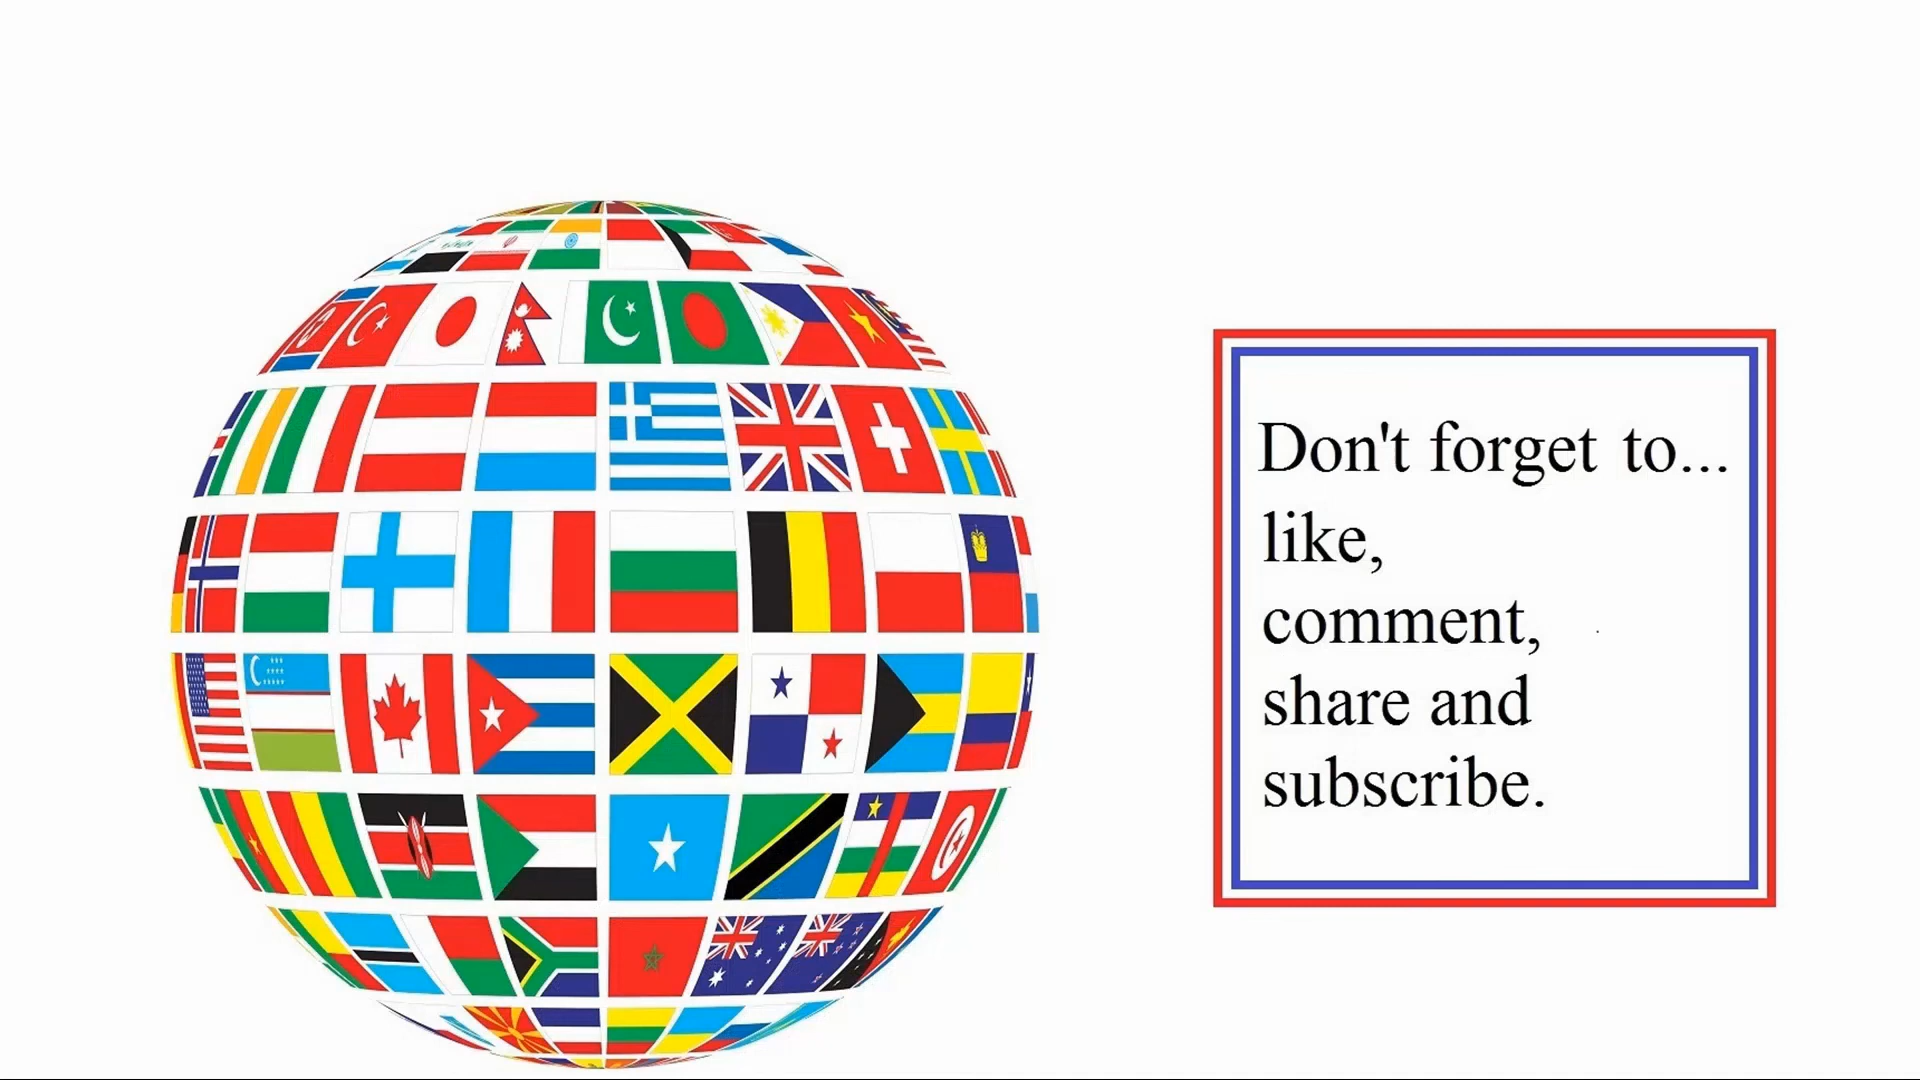 Don't forget to...
like,
comment,
share and
subscribe.